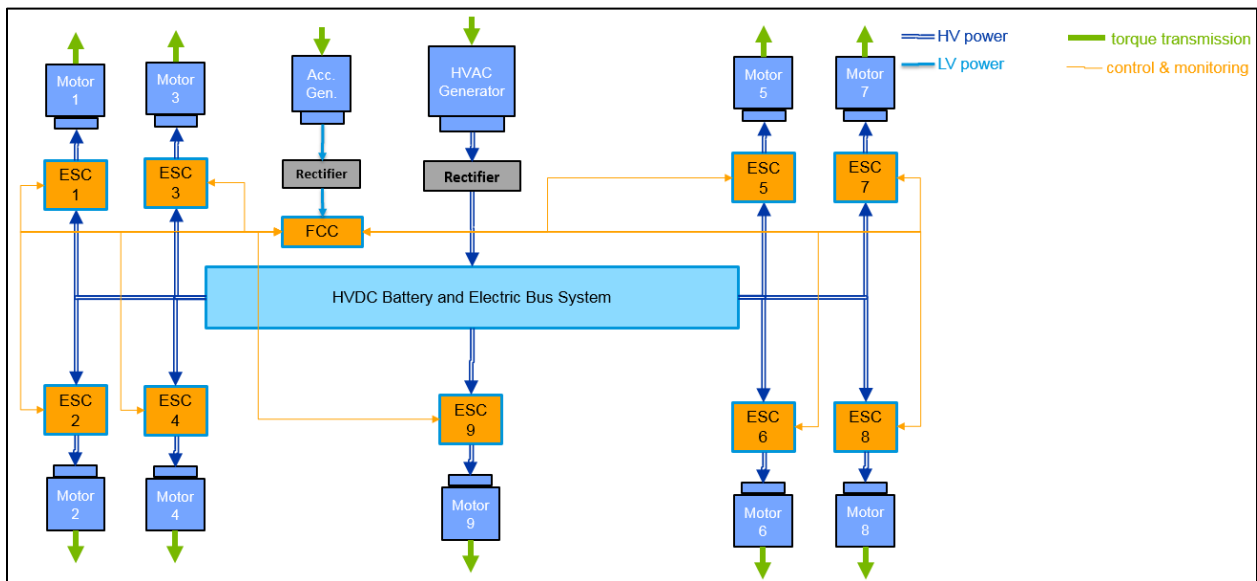 HV power
torque transmission
LV power
control & monitoring
Motor
1
Motor
3
Acc.
Gen.
HVAC
Generator
Motor
5
Motor
7
ESC
1
ESC
3
Rectifier
Rectifier
ESC
5
ESC
7
FCC
HVDC Battery and Electric Bus System
ESC
2
ESC
4
ESC
9
ESC
6
ESC
8
Motor
2
Motor
4
Motor
9
Motor
6
Motor
8